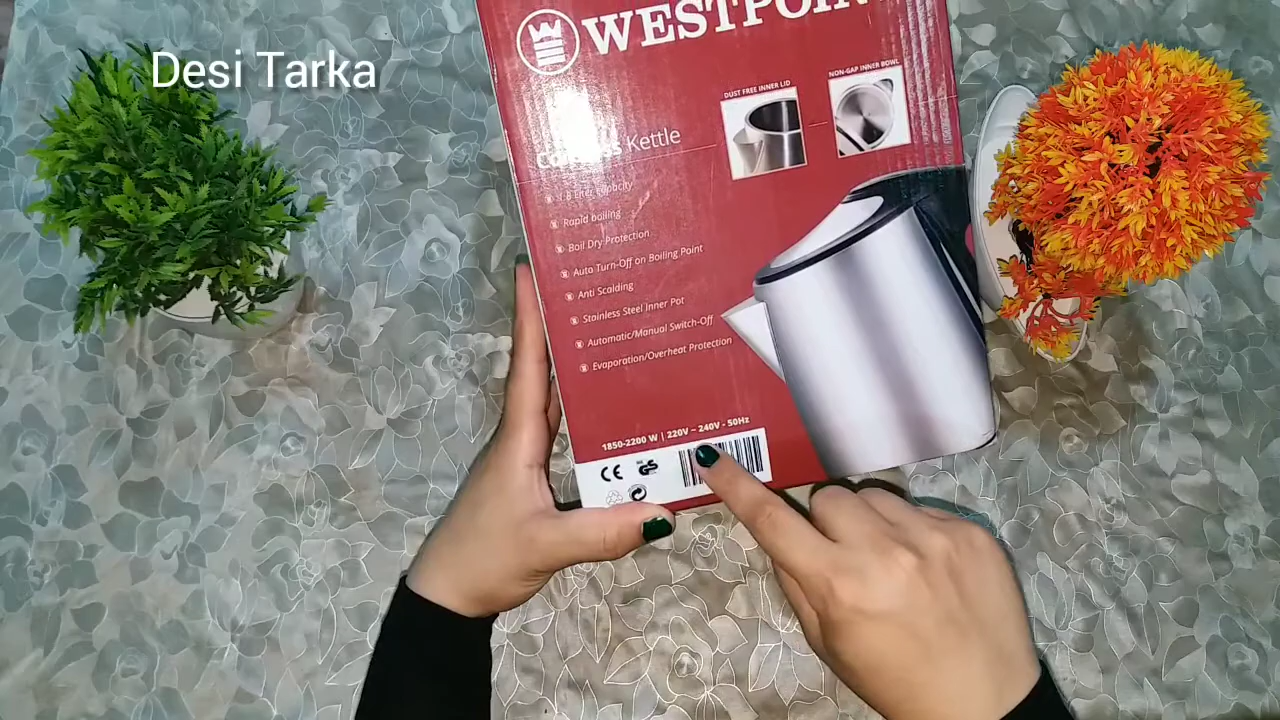 Desi Tarka
WESTPOINT
DUST FREE INNER LID
NON-GAP INNER BOWL
Kettle
Rapid boiling
Boil Dry Protection
Auto Turn-Off on Boiling Point
Anti Scalding
Stainless Steel Inner Pot
Automatic/Manual Switch-Off
Evaporation/Overheat Protection
1850-2200 W | 220V ~ 240V - 50Hz
CE GS